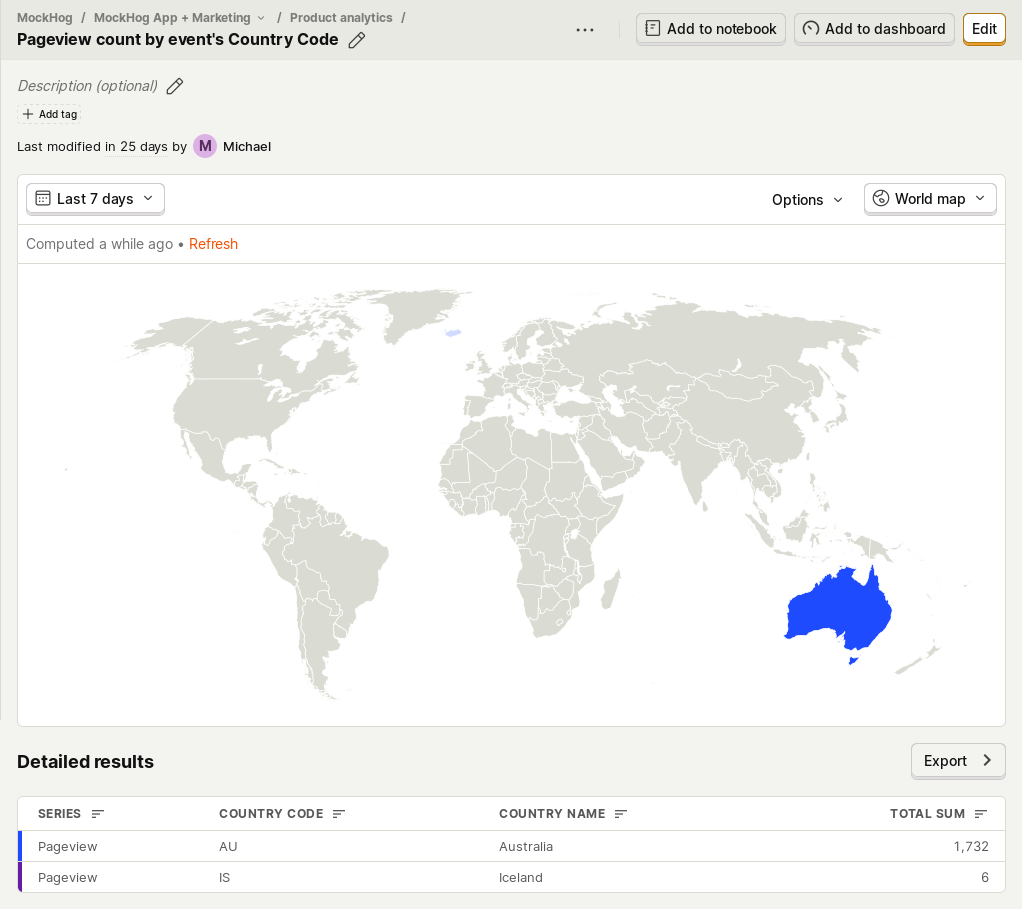 MockHog / MockHog App + Marketing / Product analytics /
Pageview count by event's Country Code
Add to notebook
Add to dashboard
Edit
Description (optional)
Add tag
Last modified in 25 days by M Michael
Last 7 days
Options
World map
Computed a while ago • Refresh
Detailed results
Export
SERIES COUNTRY CODE COUNTRY NAME TOTAL SUM
Pageview AU Australia 1,732
Pageview IS Iceland 6